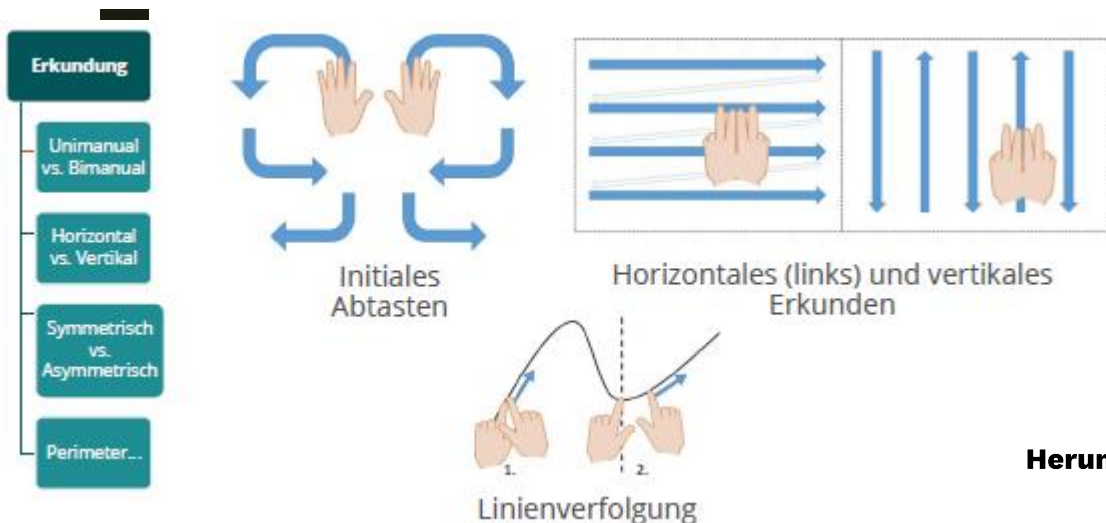 Erkundung
Unimanual
vs. Bimanual
Horizontal
vs. Vertikal
Symmetrisch
vs.
Asymmetrisch
Perimeter...
Initiales
Abtasten
Horizontales (links) und vertikales
Erkunden
1.
2.
Linienverfolgung
Herun